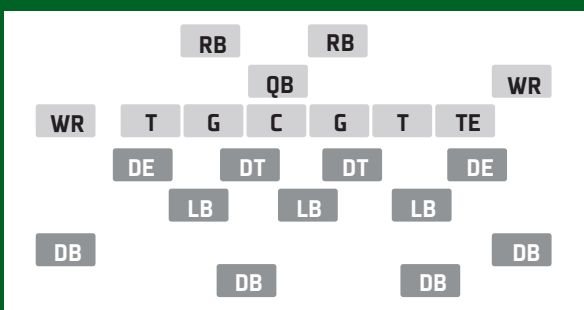 RB RB
QB WR
WR T G C G T TE
DE DT DT DE
LB LB LB
DB DB
DB DB